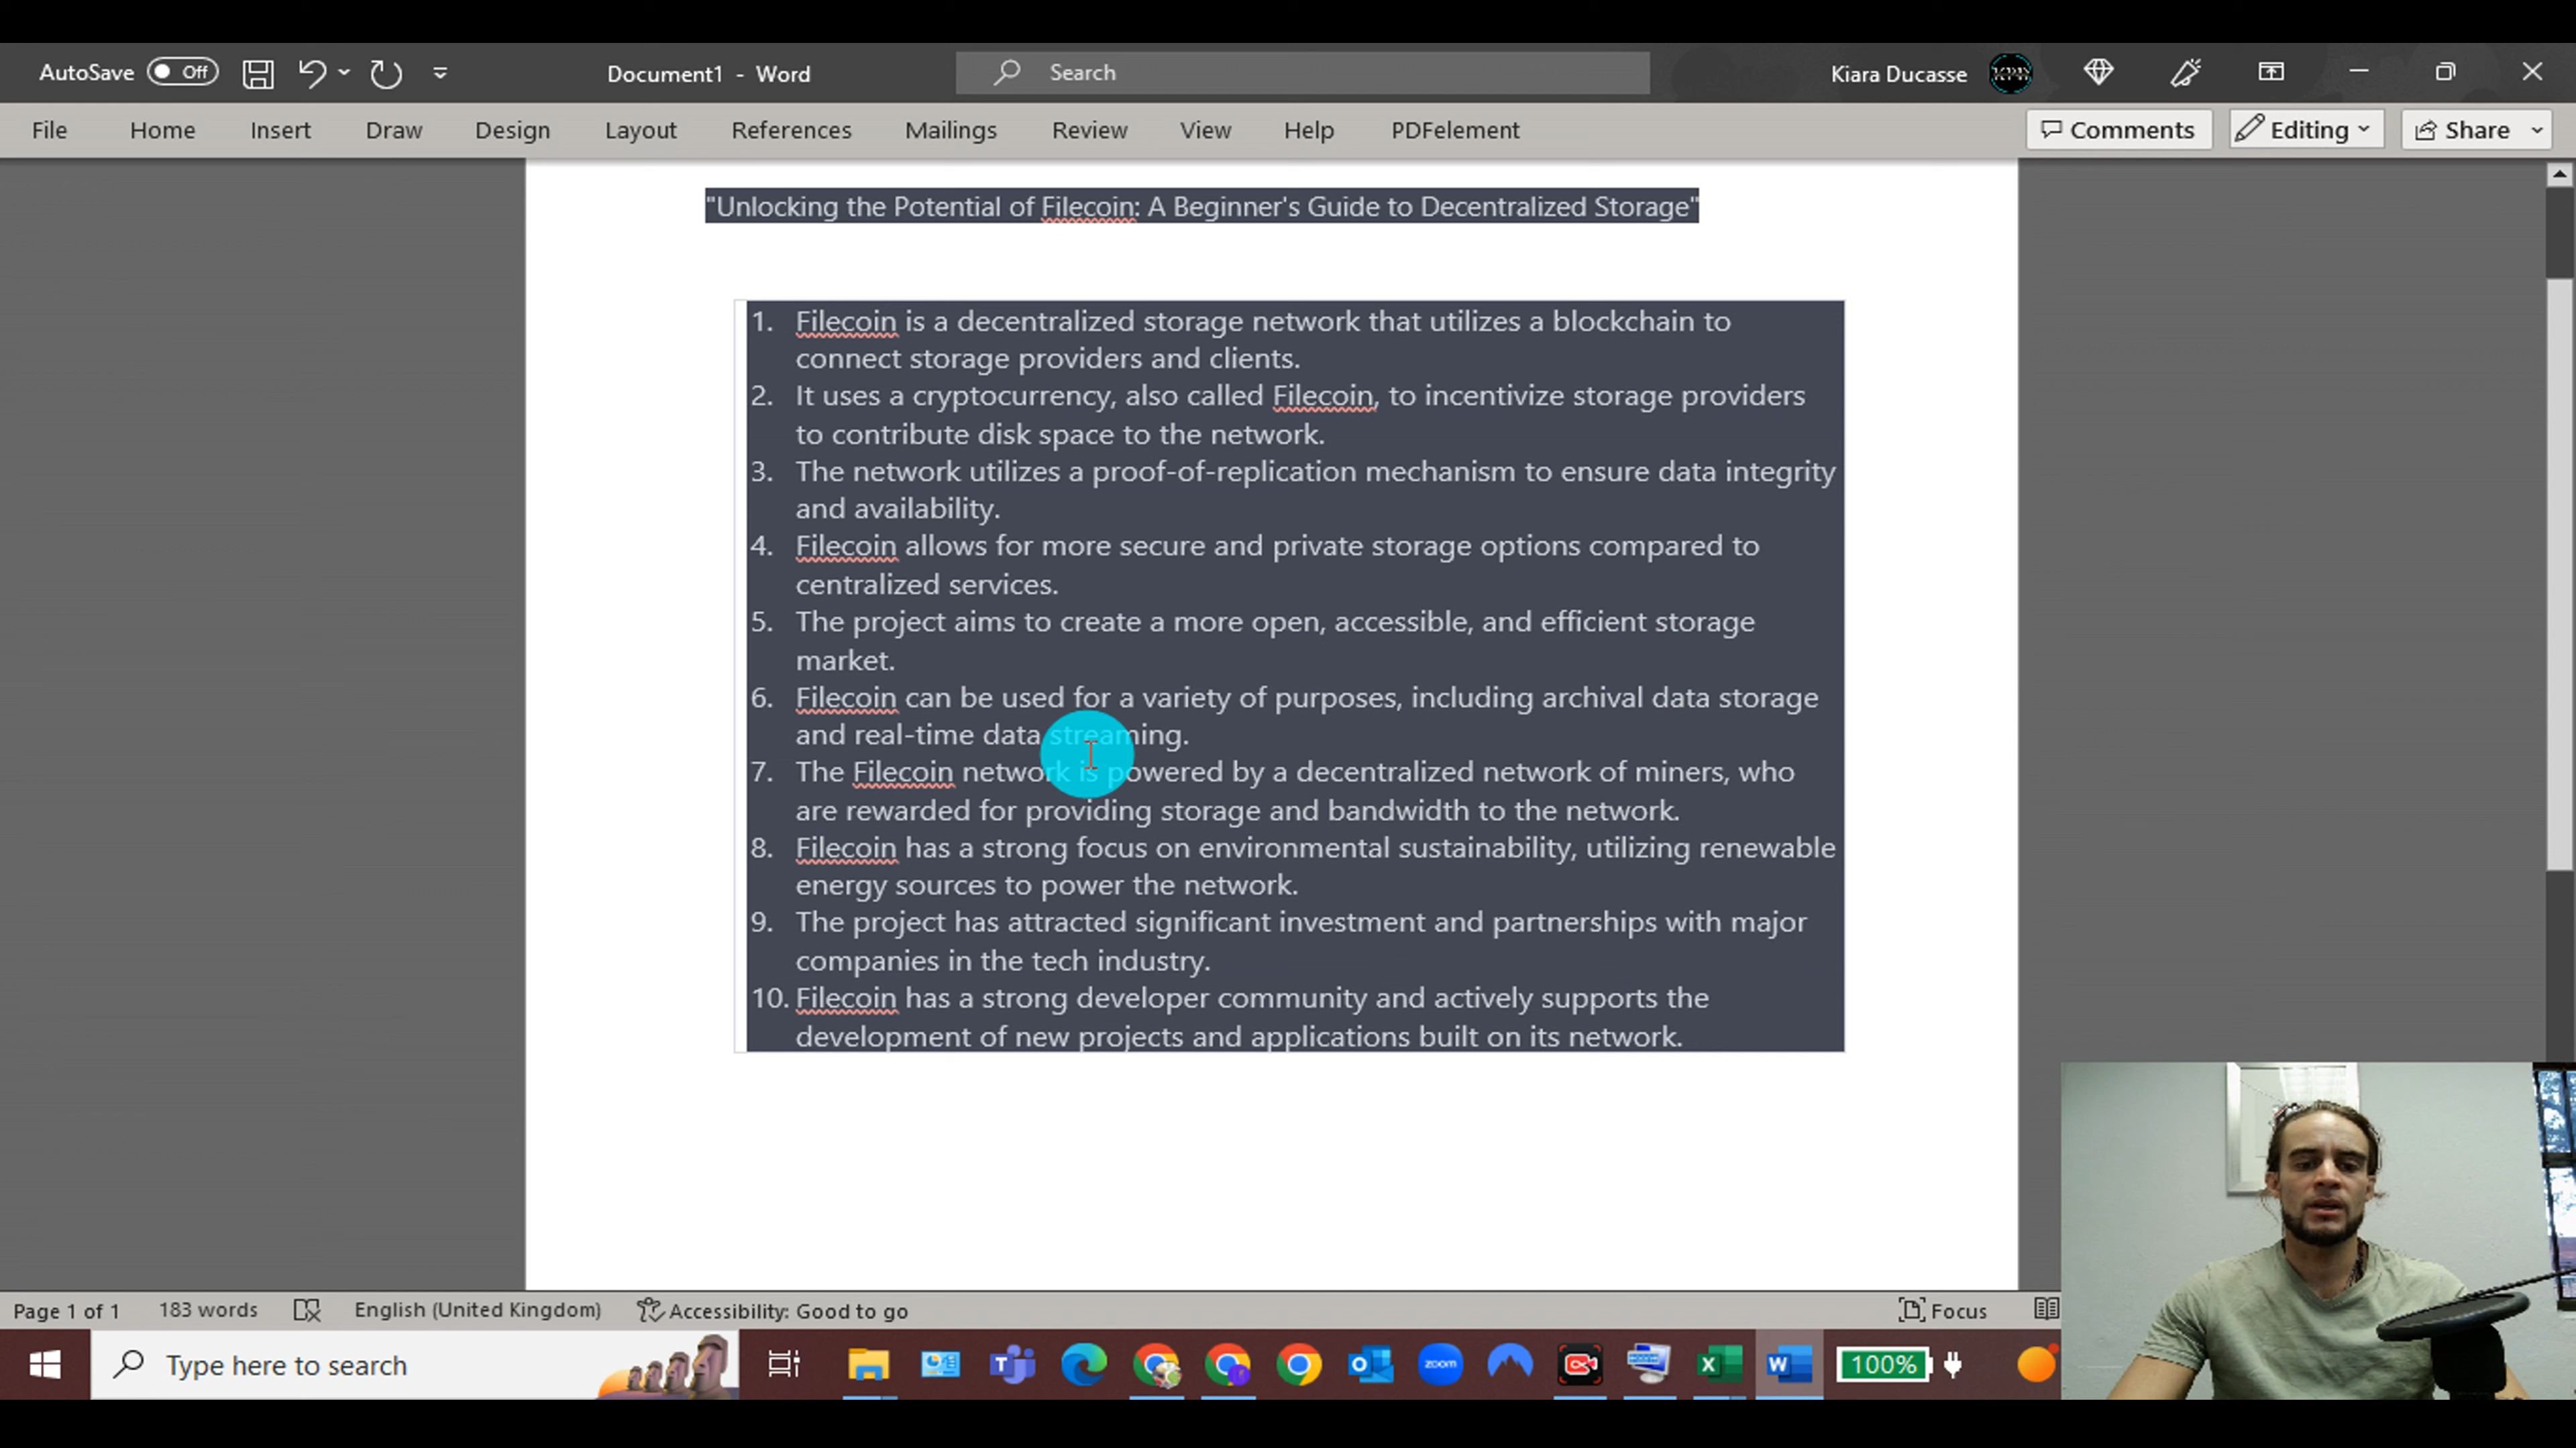 AutoSave Off Document1 - Word Search Kiara Ducasse
File Home Insert Draw Design Layout References Mailings Review View Help PDFelement Comments Editing Share
"Unlocking the Potential of Filecoin: A Beginner's Guide to Decentralized Storage"
1. Filecoin is a decentralized storage network that utilizes a blockchain to
connect storage providers and clients.
2. It uses a cryptocurrency, also called Filecoin, to incentivize storage providers
to contribute disk space to the network.
3. The network utilizes a proof-of-replication mechanism to ensure data integrity
and availability.
4. Filecoin allows for more secure and private storage options compared to
centralized services.
5. The project aims to create a more open, accessible, and efficient storage
market.
6. Filecoin can be used for a variety of purposes, including archival data storage
and real-time data streaming.
7. The Filecoin network is powered by a decentralized network of miners, who
are rewarded for providing storage and bandwidth to the network.
8. Filecoin has a strong focus on environmental sustainability, utilizing renewable
energy sources to power the network.
9. The project has attracted significant investment and partnerships with major
companies in the tech industry.
10. Filecoin has a strong developer community and actively supports the
development of new projects and applications built on its network.
Page 1 of 1 183 words English (United Kingdom) Accessibility: Good to go Focus
Type here to search zoom 100%